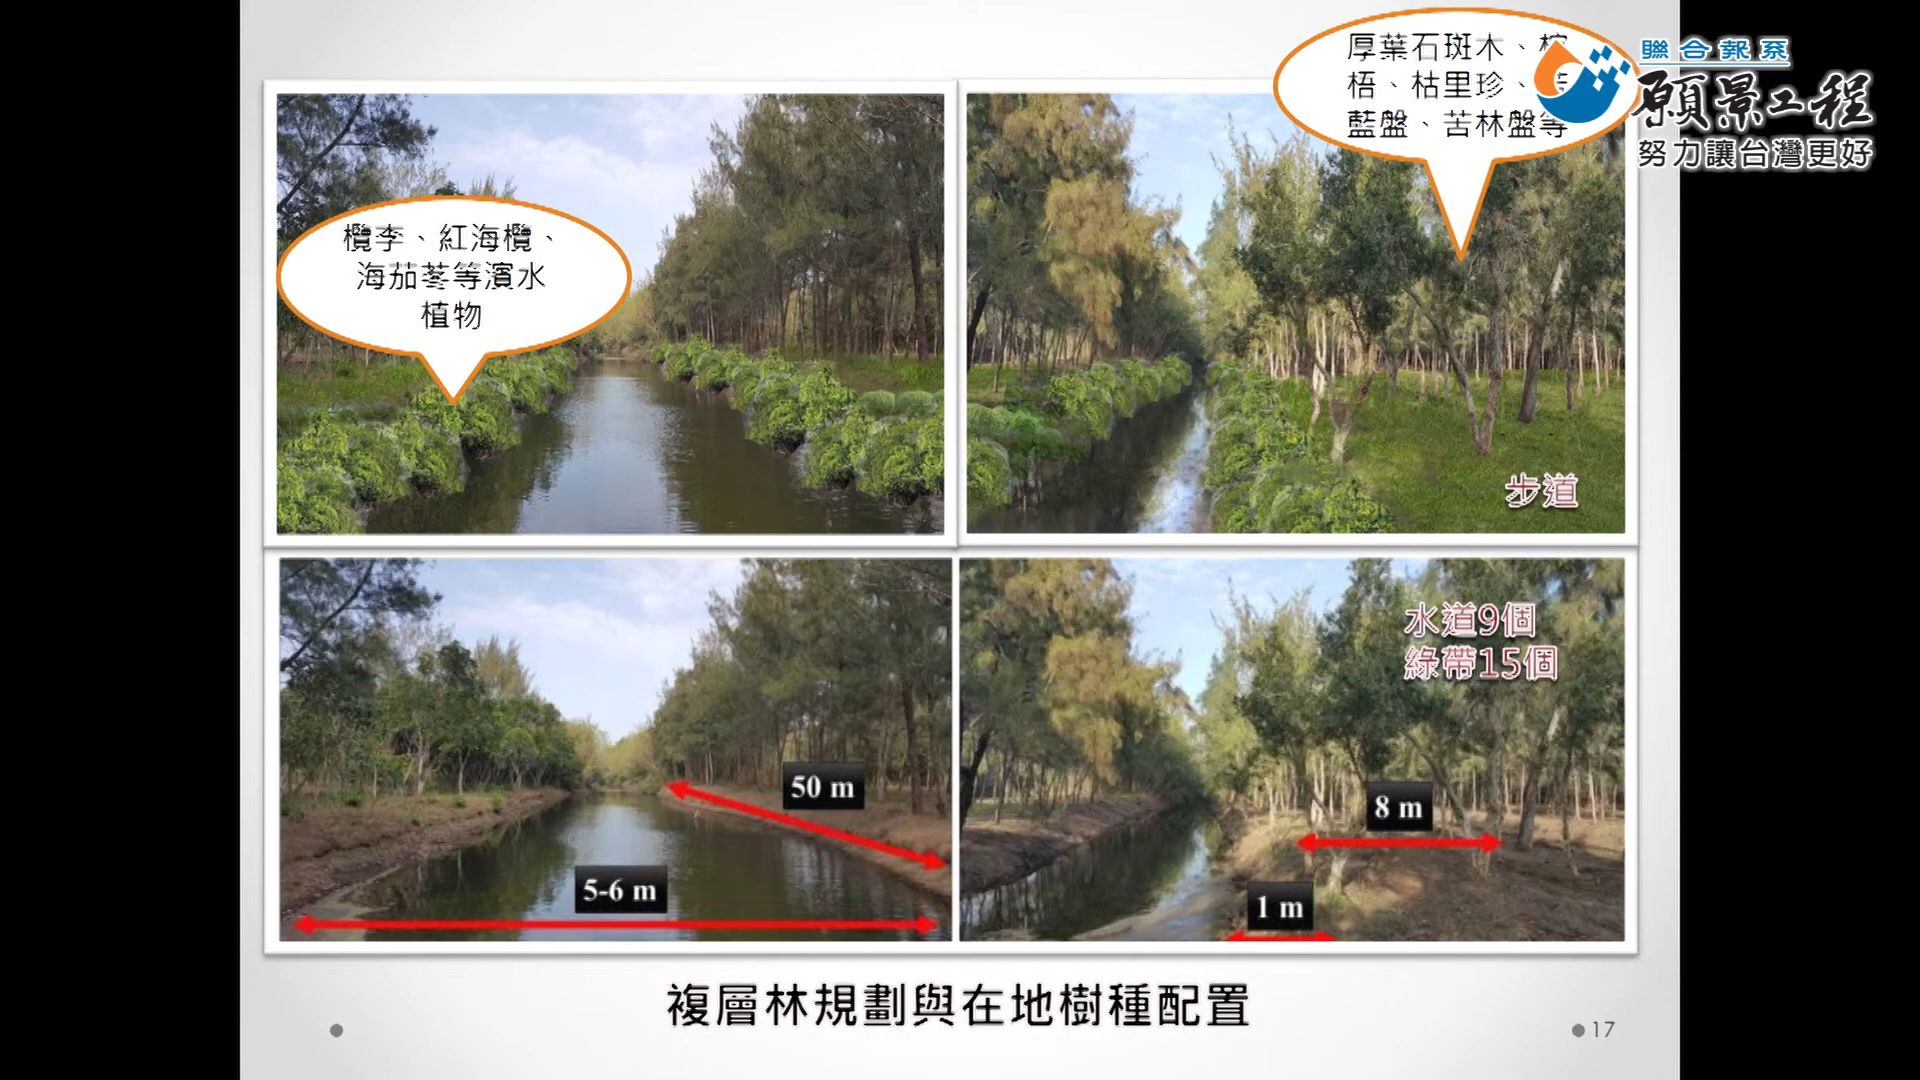 厚葉石斑木、
梧、枯里珍、
藍盤、苦林盤等
聯合報系
願景工程
努力讓台灣更好
欖李、紅海欖、
海茄苳等濱水
植物
步道
水道9個
綠帶15個
50 m
5-6 m
8 m
1 m
複層林規劃與在地樹種配置
17